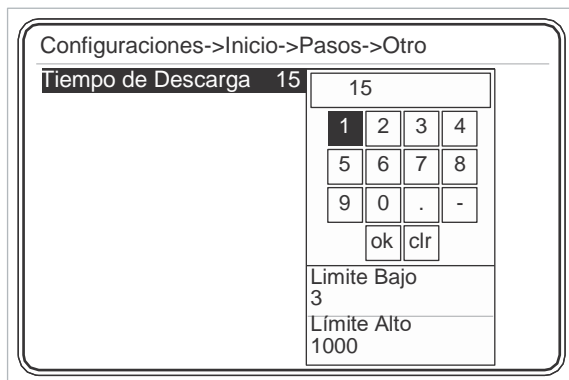 Configuraciones->Inicio->Pasos->Otro
Tiempo de Descarga 15
15
1 2 3 4
5 6 7 8
9 0 . -
ok clr
Limite Bajo
3
Límite Alto
1000